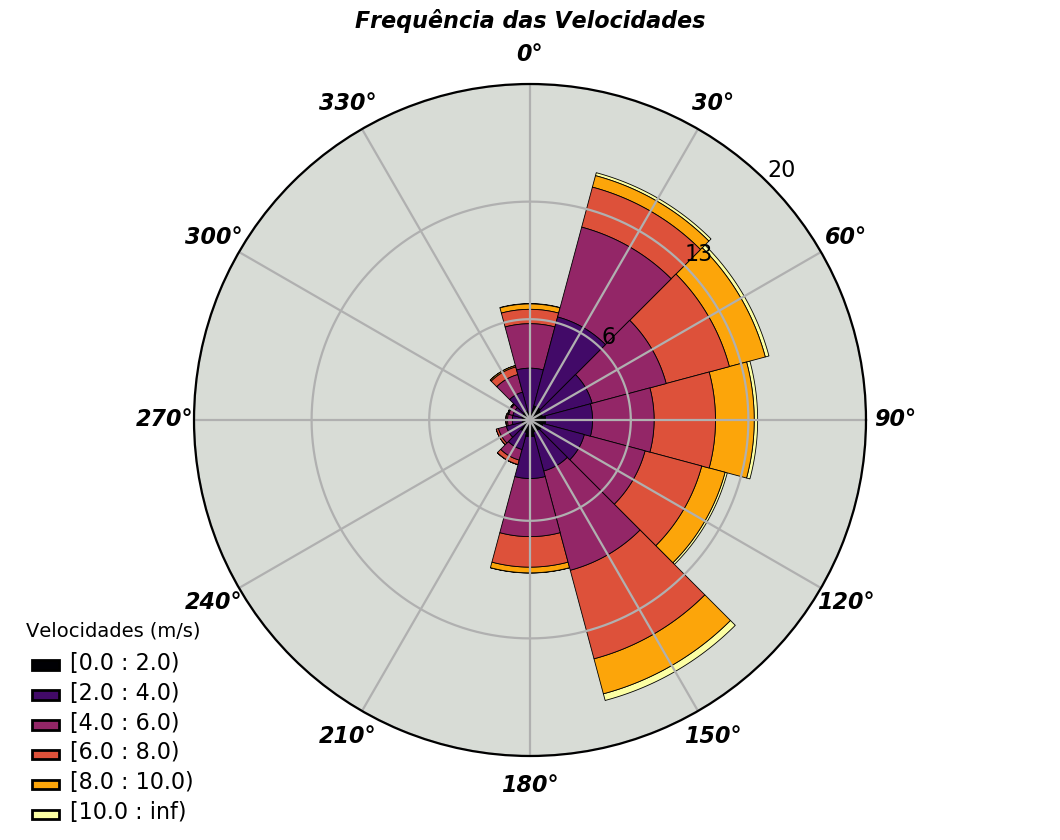 Frequência das Velocidades
0°
330°
30°
20
300°
60°
13
6
270°
90°
240°
120°
210°
150°
180°
Velocidades (m/s)
[0.0 : 2.0)
[2.0 : 4.0)
[4.0 : 6.0)
[6.0 : 8.0)
[8.0 : 10.0)
[10.0 : inf)